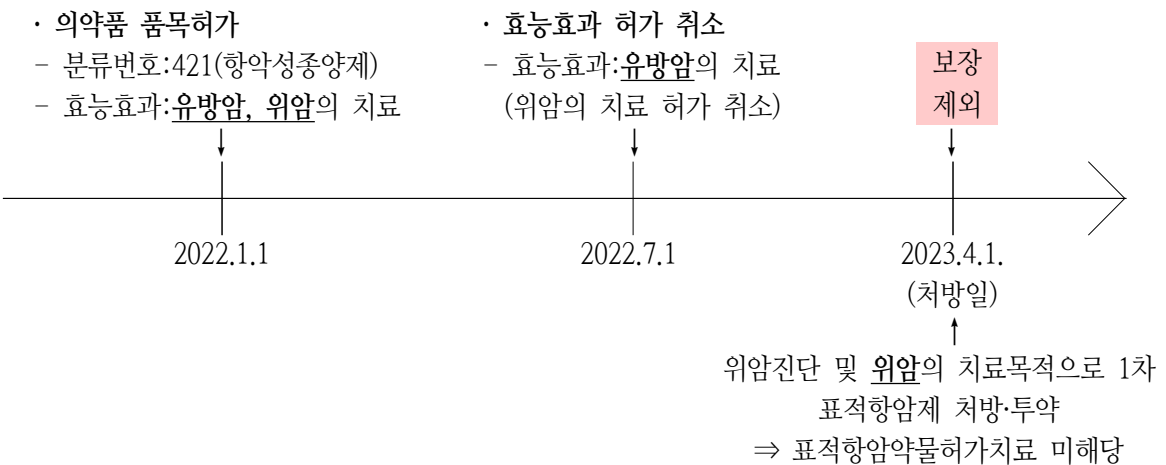 · 의약품 품목허가
- 분류번호:421(항악성종양제)
- 효능효과:유방암, 위암의 치료
· 효능효과 허가 취소
- 효능효과:유방암의 치료
(위암의 치료 허가 취소)
보장
제외
2022.1.1
2022.7.1
2023.4.1.
(처방일)
위암진단 및 위암의 치료목적으로 1차
표적항암제 처방·투약
⇒ 표적항암약물허가치료 미해당